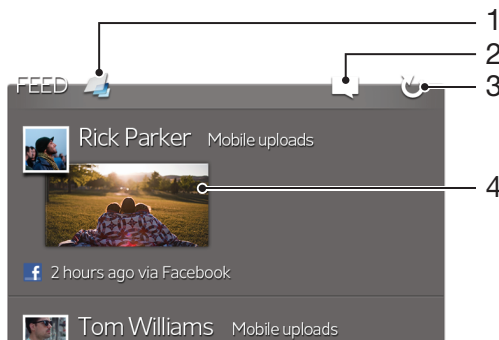 1
2
FEED
3
Rick Parker Mobile uploads
4
f 2 hours ago via Facebook
Tom Williams Mobile uploads